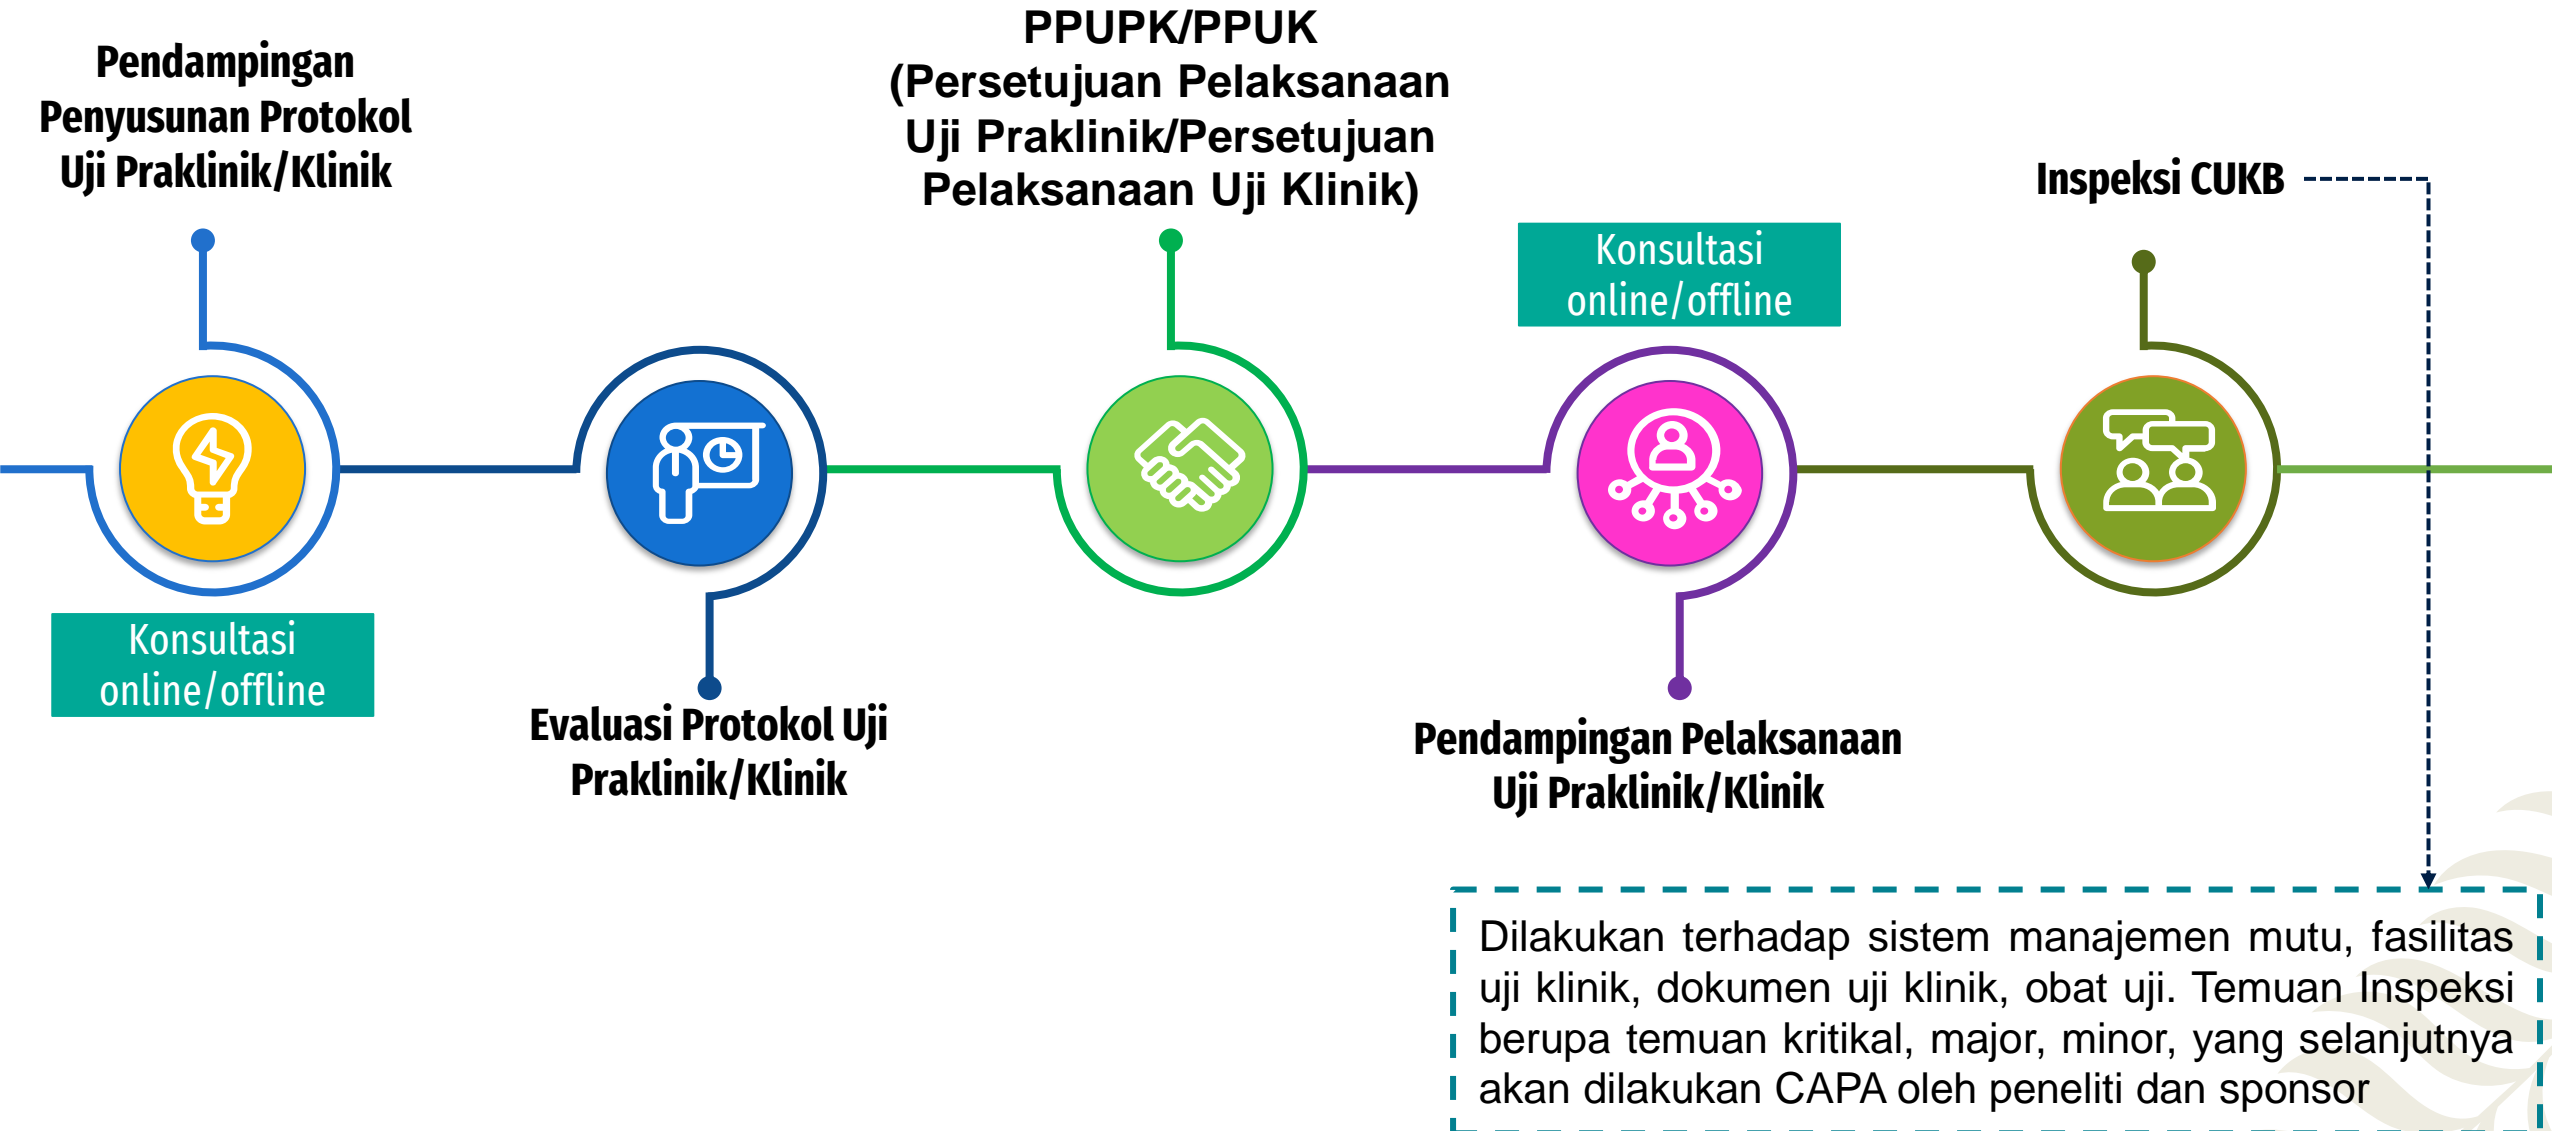 Pendampingan
Penyusunan Protokol
Uji Praklinik/Klinik
Konsultasi
online/offline
Evaluasi Protokol Uji
Praklinik/Klinik
PPUPK/PPUK
(Persetujuan Pelaksanaan
Uji Praklinik/Persetujuan
Pelaksanaan Uji Klinik)
Konsultasi
online/offline
Pendampingan Pelaksanaan
Uji Praklinik/Klinik
Inspeksi CUKB
Dilakukan terhadap sistem manajemen mutu, fasilitas
uji klinik, dokumen uji klinik, obat uji. Temuan Inspeksi
berupa temuan kritikal, major, minor, yang selanjutnya
akan dilakukan CAPA oleh peneliti dan sponsor